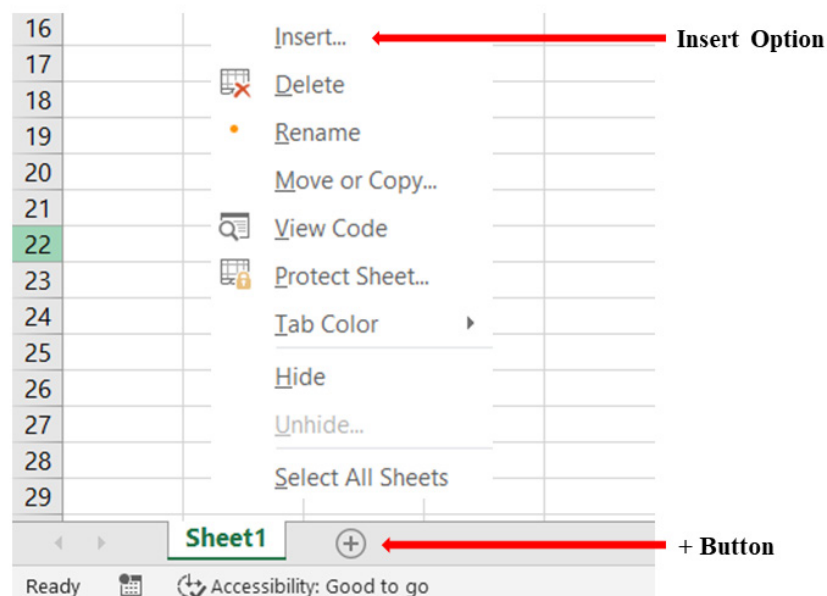 16
Insert...
Insert Option
17
Delete
18
19
Rename
20
Move or Copy...
21
View Code
22
23
Protect Sheet...
24
Tab Color
25
26
Hide
27
Unhide...
28
Select All Sheets
29
Sheet1
+ Button
Ready
Accessibility: Good to go